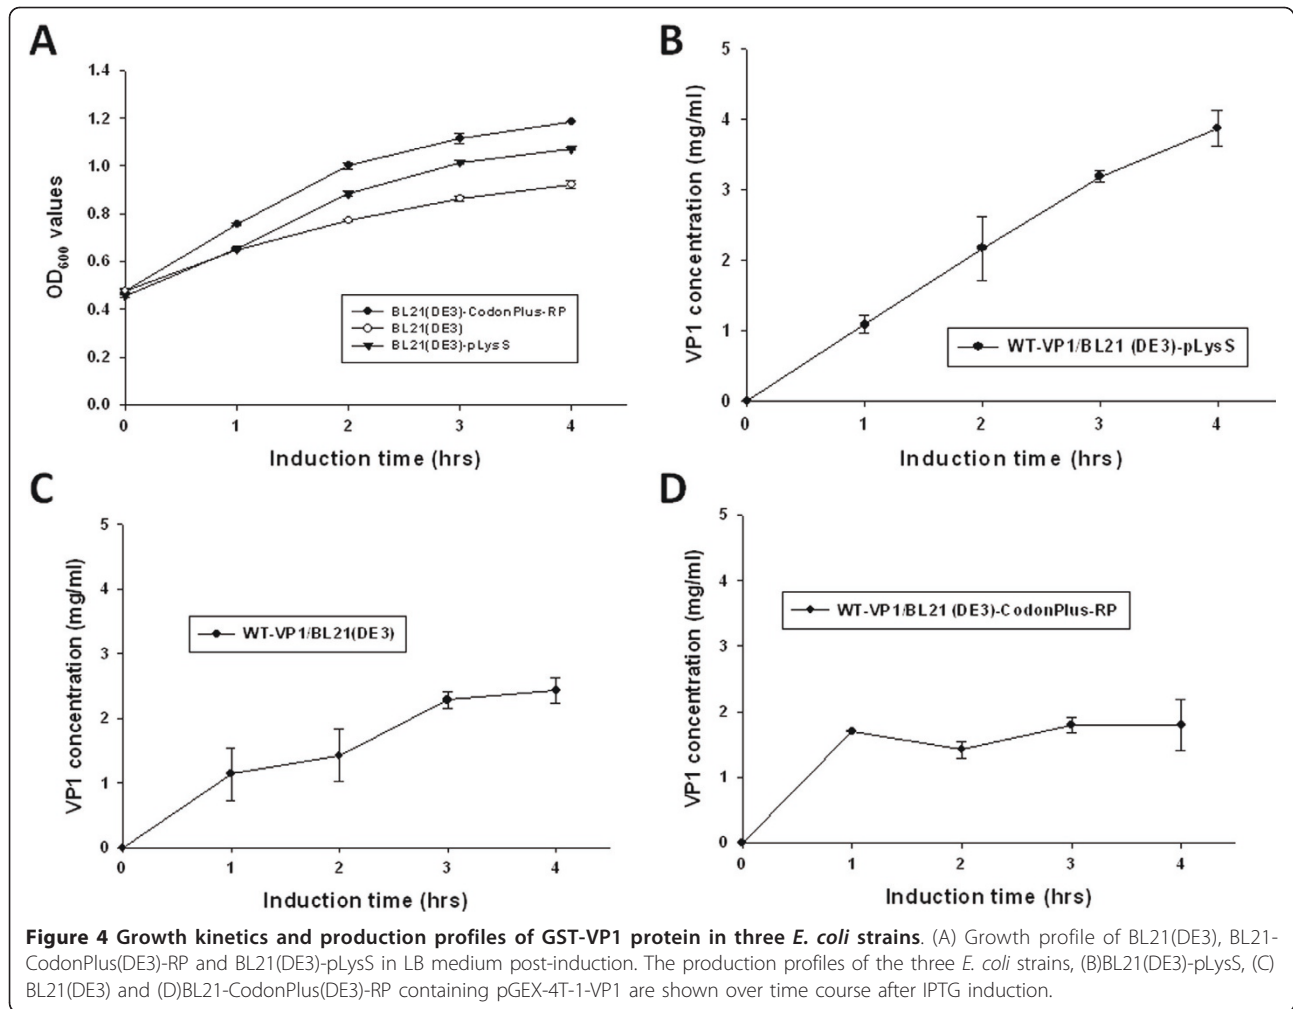 A
1.4
1.2
1.0
0.8
0.6
0.4
0.2
0.0
OD600 values
BL21(DE3)-CodonPlus-RP
BL21(DE3)
BL21(DE3)-pLysS
0 1 2 3 4
Induction time (hrs)
B
5
4
3
2
1
0
VP1 concentration (mg/ml)
WT-VP1/BL21 (DE3)-pLysS
0 1 2 3 4
Induction time (hrs)
C
5
4
3
2
1
0
VP1 concentration (mg/ml)
WT-VP1/BL21(DE3)
0 1 2 3 4
Induction time (hrs)
D
5
4
3
2
1
0
VP1 concentration (mg/ml)
WT-VP1/BL21 (DE3)-CodonPlus-RP
0 1 2 3 4
Induction time (hrs)
Figure 4 Growth kinetics and production profiles of GST-VP1 protein in three E. coli strains. (A) Growth profile of BL21(DE3), BL21-
CodonPlus(DE3)-RP and BL21(DE3)-pLysS in LB medium post-induction. The production profiles of the three E. coli strains, (B)BL21(DE3)-pLysS, (C)
BL21(DE3) and (D)BL21-CodonPlus(DE3)-RP containing pGEX-4T-1-VP1 are shown over time course after IPTG induction.